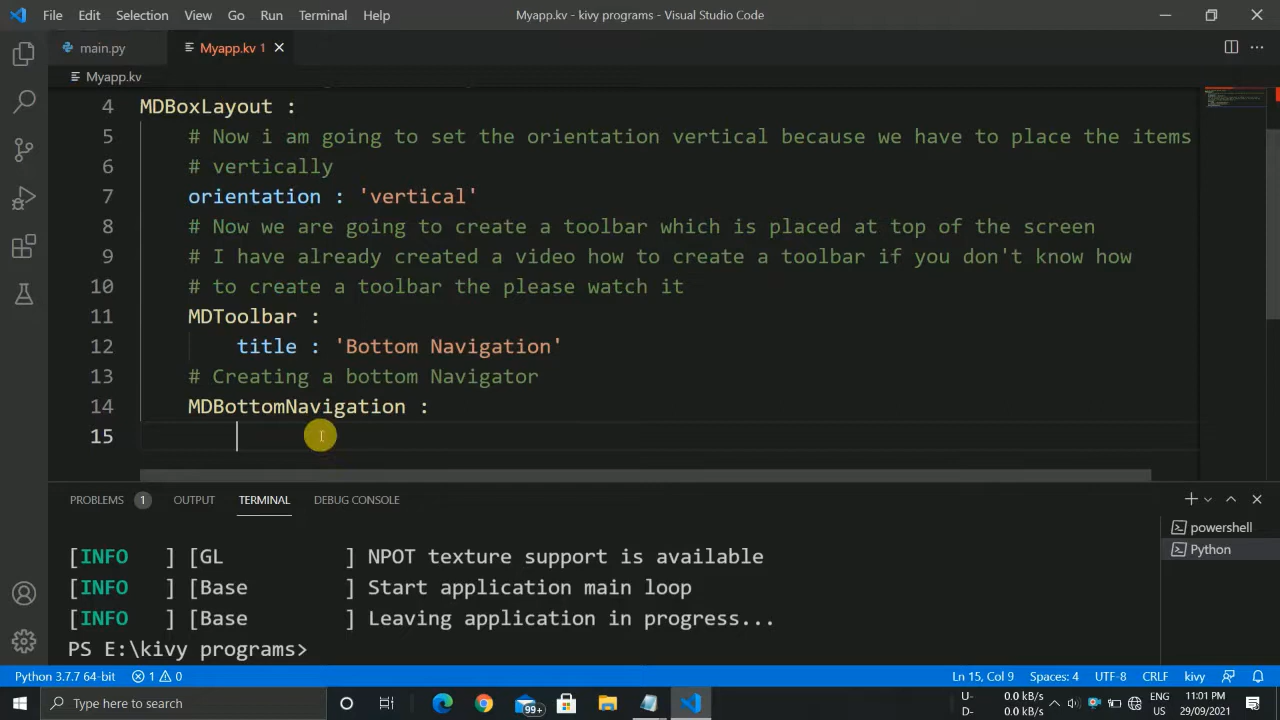 File Edit Selection View Go Run Terminal Help Myapp.kv - kivy programs - Visual Studio Code
main.py Myapp.kv 1
Myapp.kv
4 MDBoxLayout :
5 # Now i am going to set the orientation vertical because we have to place the items
6 # vertically
7 orientation : 'vertical'
8 # Now we are going to create a toolbar which is placed at top of the screen
9 # I have already created a video how to create a toolbar if you don't know how
10 # to create a toolbar the please watch it
11 MDToolbar :
12 title : 'Bottom Navigation'
13 # Creating a bottom Navigator
14 MDBottomNavigation :
15
PROBLEMS 1 OUTPUT TERMINAL DEBUG CONSOLE
[INFO ] [GL ] NPOT texture support is available
[INFO ] [Base ] Start application main loop
[INFO ] [Base ] Leaving application in progress...
PS E:\kivy programs>
powershell
Python
Python 3.7.7 64-bit 1 0 Ln 15, Col 9 Spaces: 4 UTF-8 CRLF kivy
Type here to search 99+ U- 0.0 kB/s ENG 11:01 PM
D- 0.0 kB/s US 29/09/2021